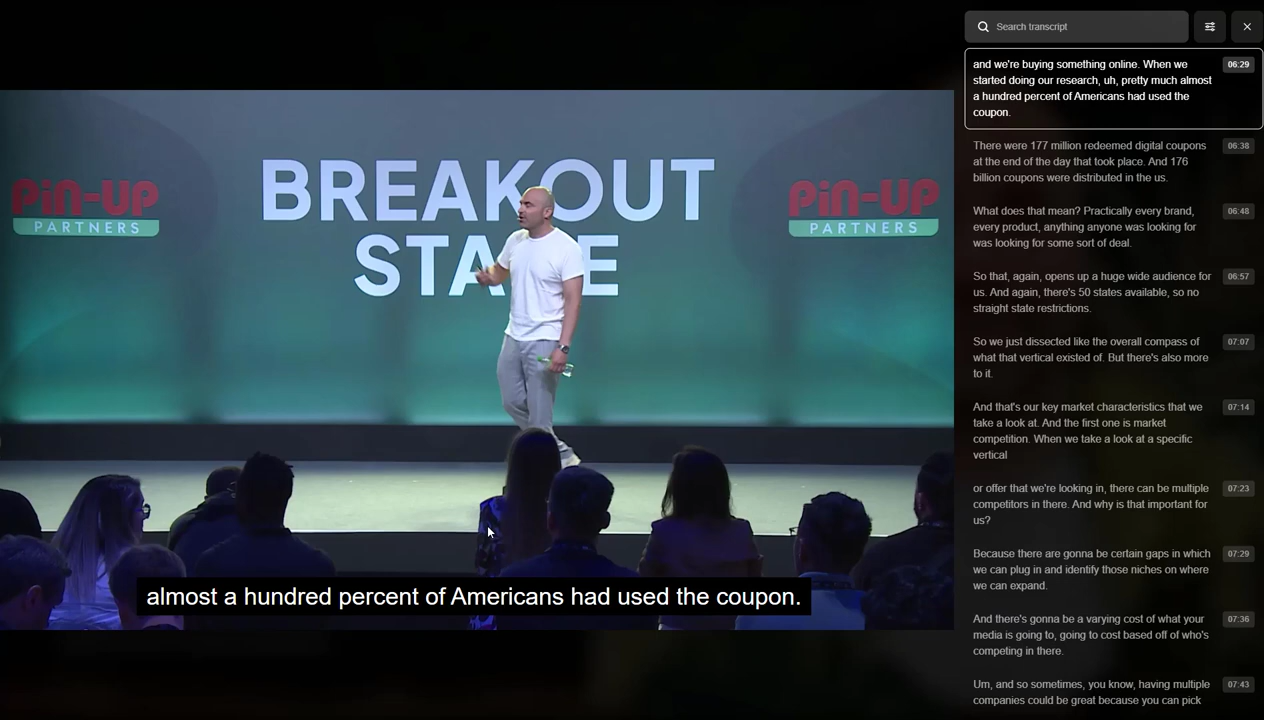 Search transcript
and we're buying something online. When we
06:29
started doing our research, uh, pretty much almost
a hundred percent of Americans had used the
coupon.
There were 177 million redeemed digital coupons
06:38
at the end of the day that took place. And 176
billion coupons were distributed in the us.
What does that mean? Practically every brand,
06:48
every product, anything anyone was looking for
was looking for some sort of deal.
So that, again, opens up a huge wide audience for
06:57
us. And again, there's 50 states available, so no
straight state restrictions.
So we just dissected like the overall compass of
07:07
what that vertical existed of. But there's also more
to it.
And that's our key market characteristics that we
07:14
take a look at. And the first one is market
competition. When we take a look at a specific
vertical
or offer that we're looking in, there can be multiple
07:23
competitors in there. And why is that important for
us?
Because there are gonna be certain gaps in which
07:29
we can plug in and identify those niches on where
we can expand.
And there's gonna be a varying cost of what your
07:36
media is going to, going to cost based off of who's
competing in there.
Um, and so sometimes, you know, having multiple
07:43
companies could be great because you can pick
PiN-UP
PARTNERS
BREAKOUT
STA E
PiN-UP
PARTNERS
almost a hundred percent of Americans had used the coupon.